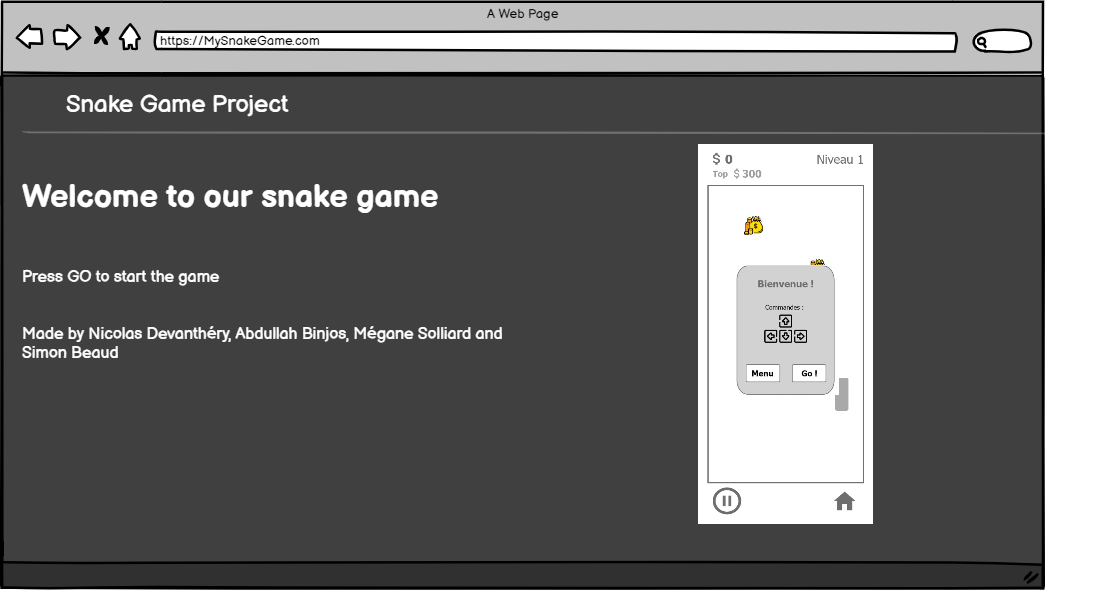 A Web Page
https://MySnakeGame.com
Snake Game Project
Welcome to our snake game
Press GO to start the game
Made by Nicolas Devanthéry, Abdullah Binjos, Mégane Solliard and
Simon Beaud
$ 0 Niveau 1
Top $ 300
Bienvenue !
Commandes :
Menu Go !